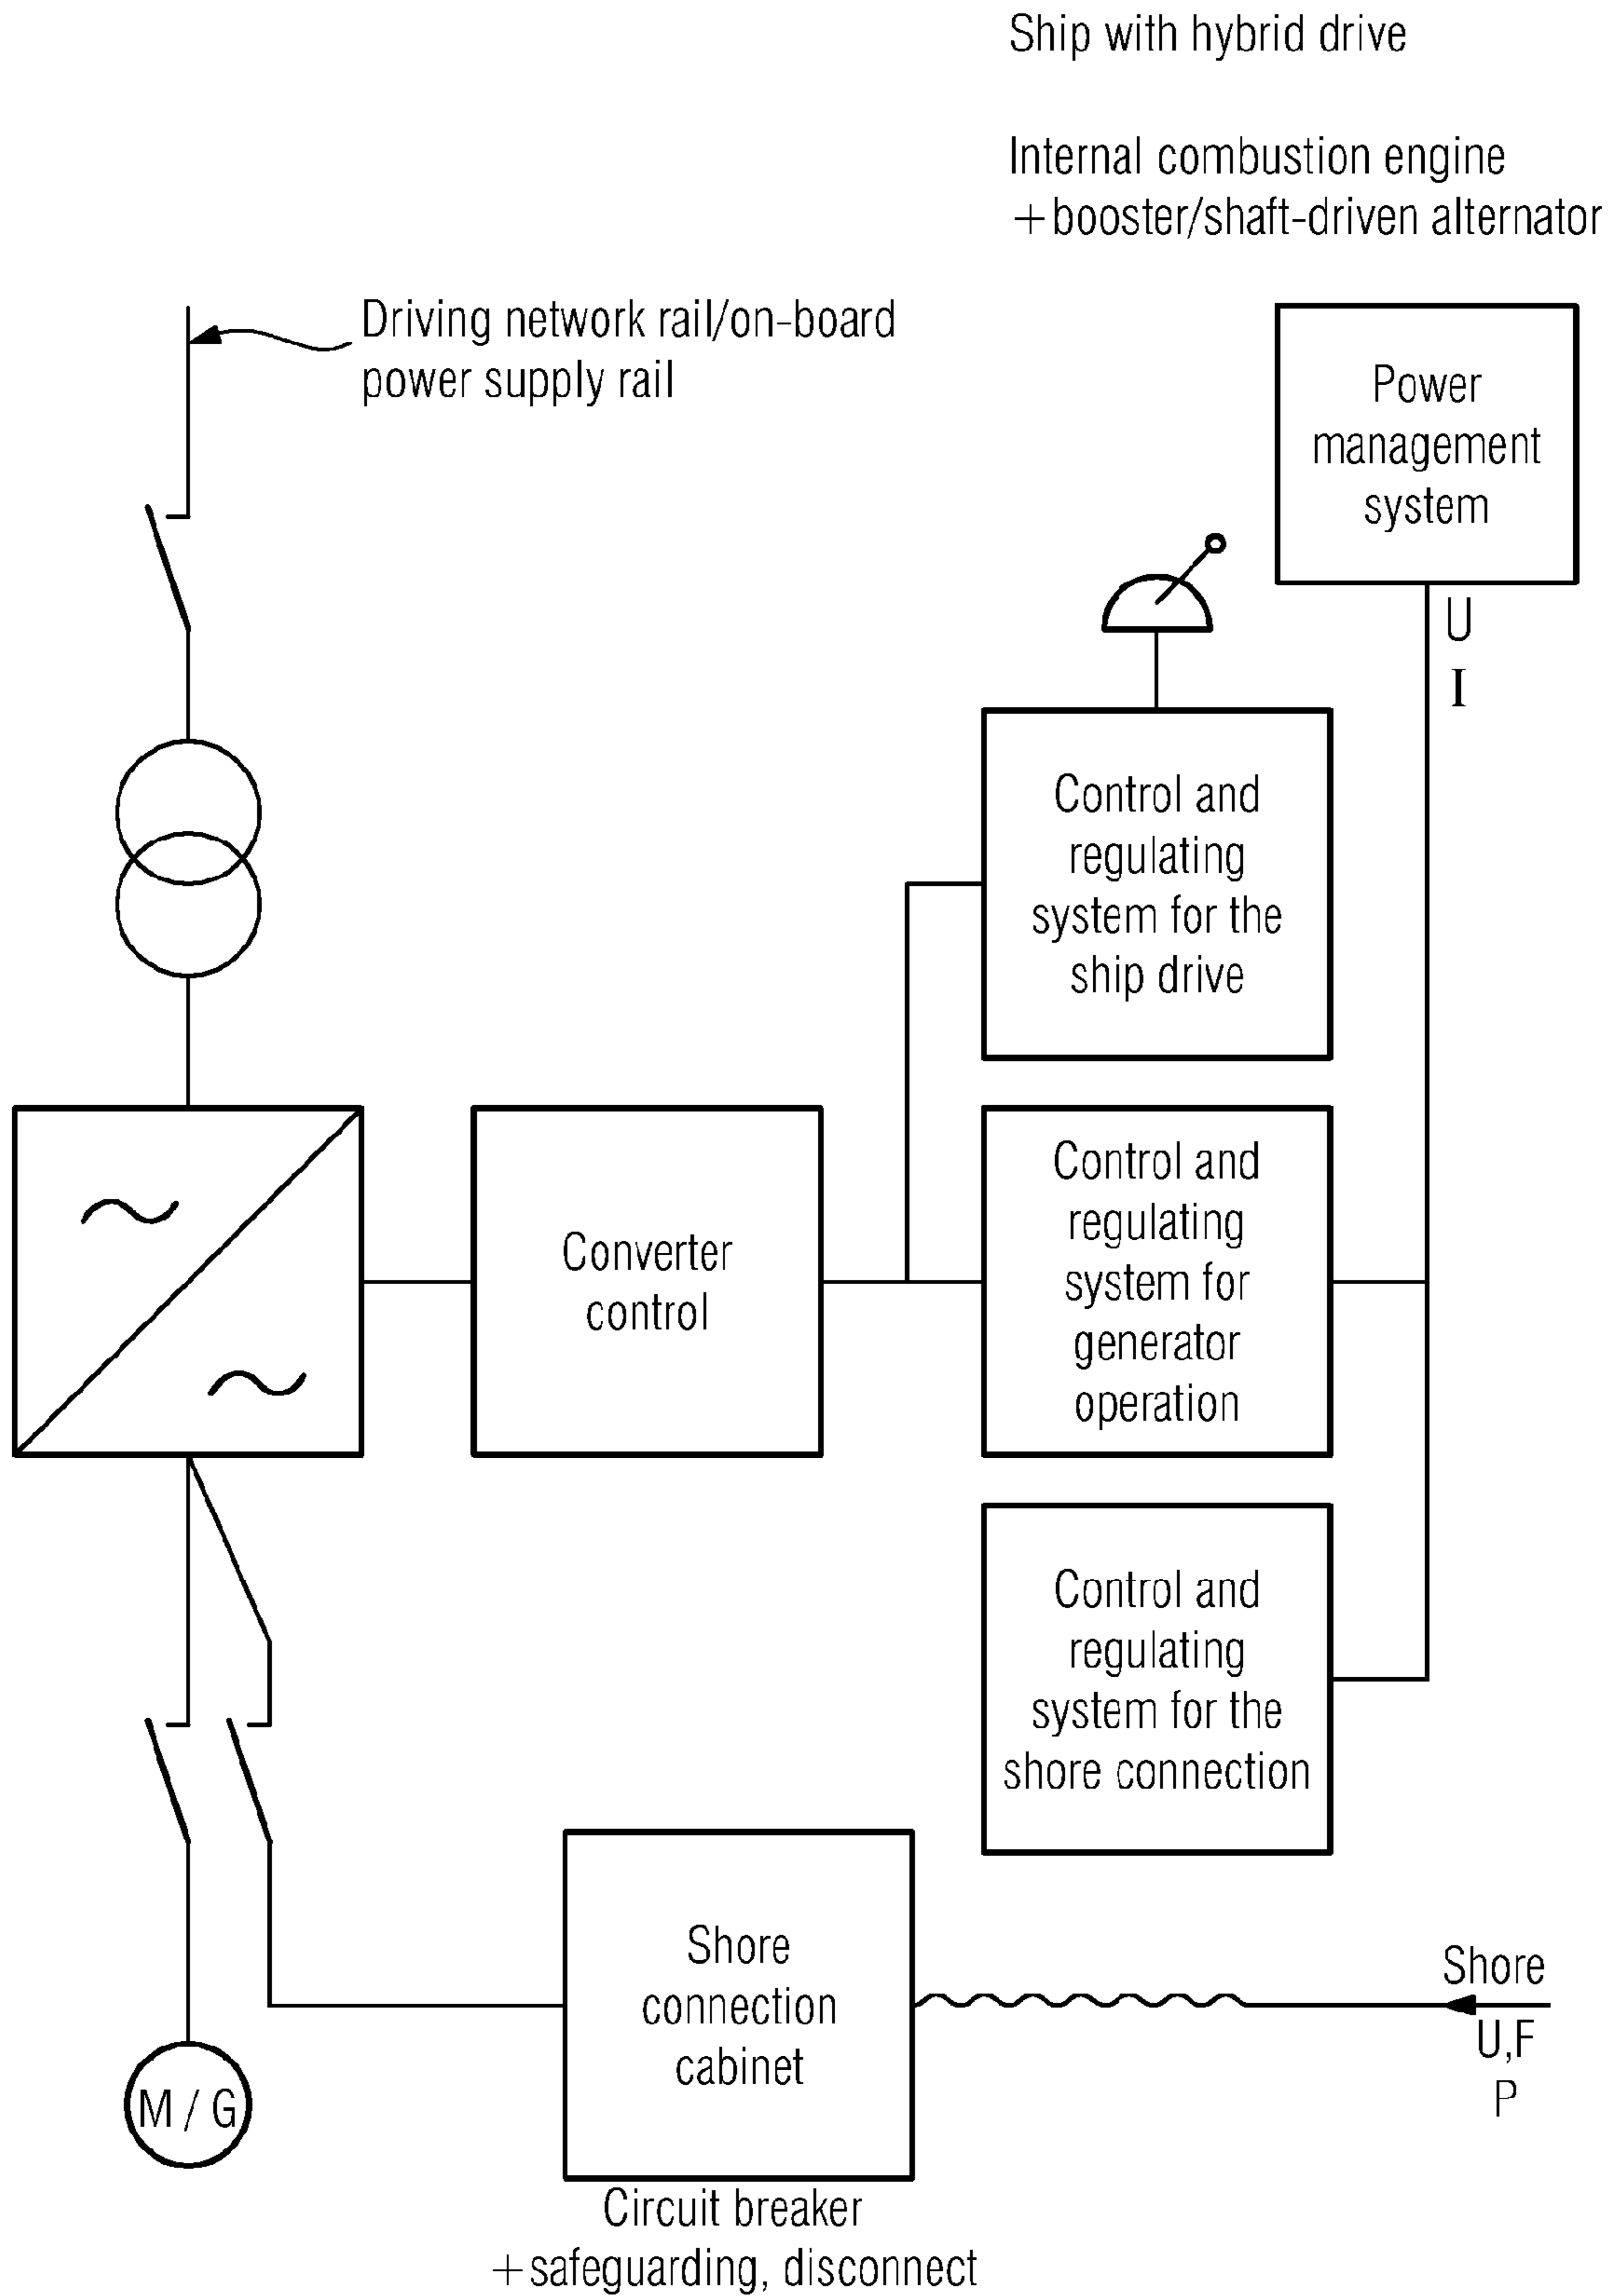 Ship with hybrid drive
Internal combustion engine
+booster/shaft-driven alternator
Driving network rail/on-board
power supply rail
Power
management
system
U
I
Control and
regulating
system for the
ship drive
Converter
control
Control and
regulating
system for
generator
operation
Control and
regulating
system for the
shore connection
Shore
connection
cabinet
Shore
U,F
P
M / G
Circuit breaker
+safeguarding, disconnect